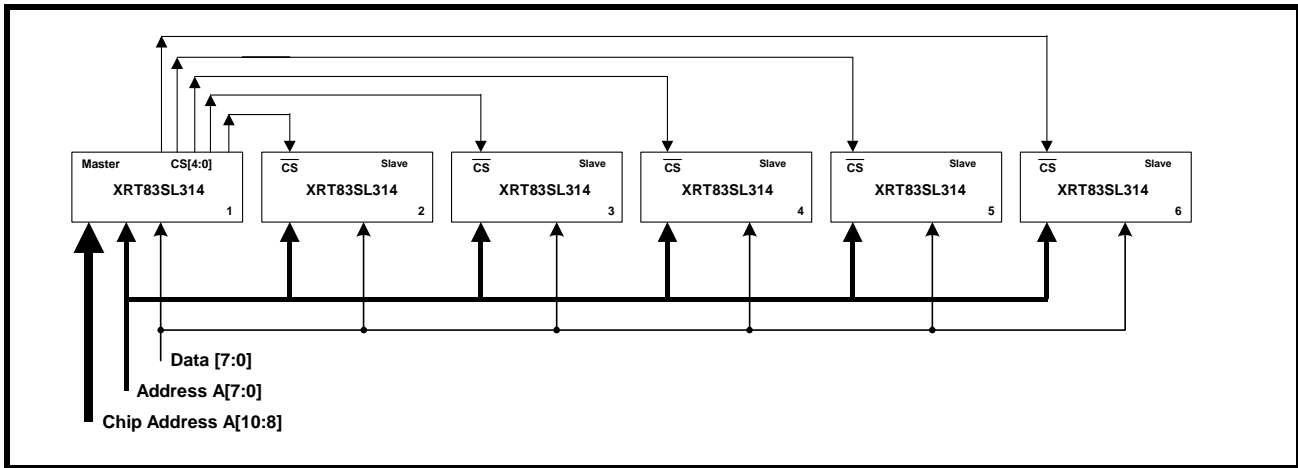 Master CS[4:0]
XRT83SL314
1
CS Slave
XRT83SL314
2
CS Slave
XRT83SL314
3
CS Slave
XRT83SL314
4
CS Slave
XRT83SL314
5
CS Slave
XRT83SL314
6
Data [7:0]
Address A[7:0]
Chip Address A[10:8]